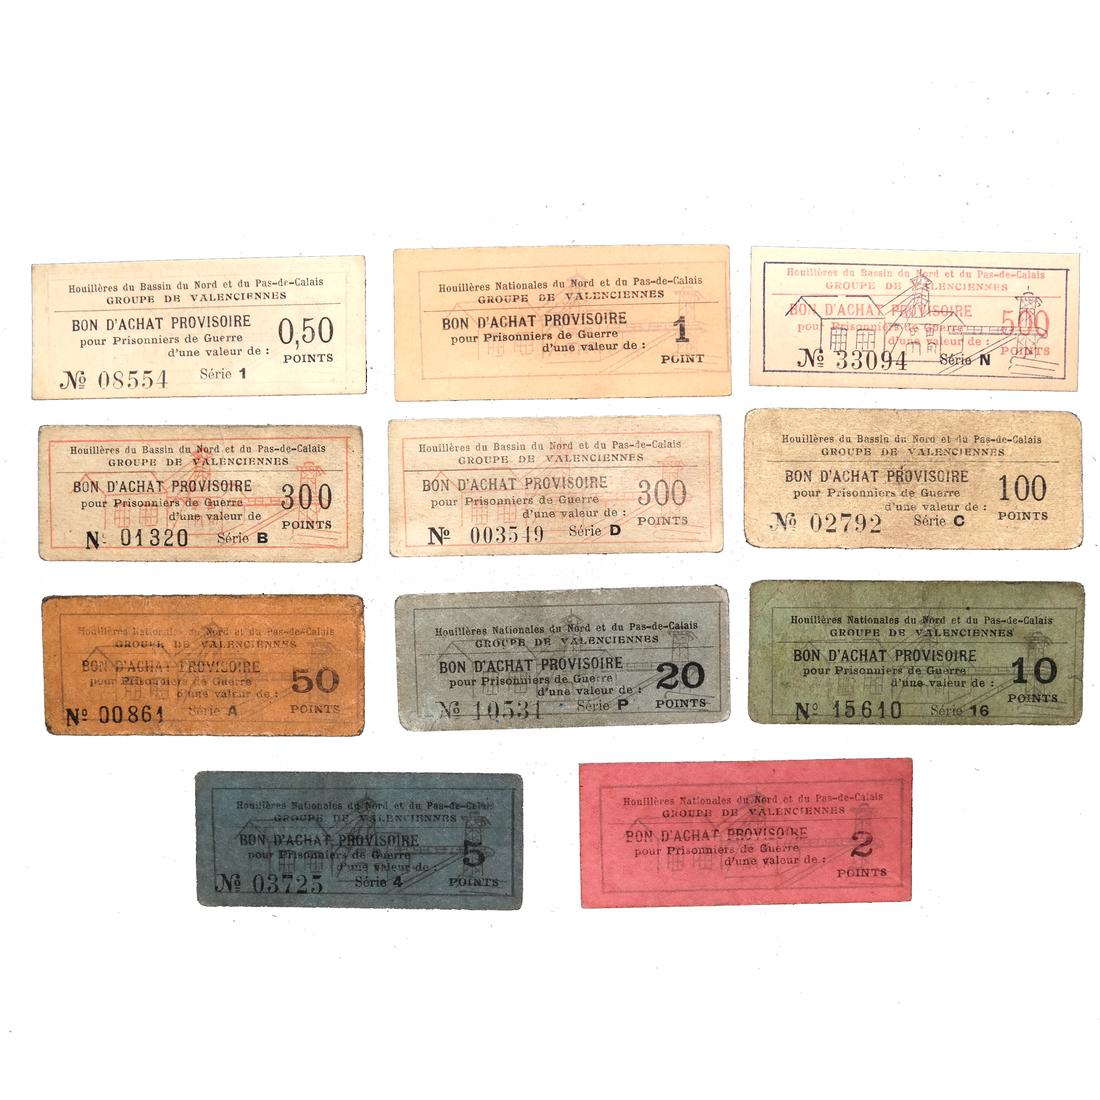 Houillères du Bassin du Nord et du Pas-de-Calais
GROUPE DE VALENCIENNES
BON D'ACHAT PROVISOIRE
pour Prisonniers de Guerre
d'une valeur de :
0,50
POINTS
Nº 08554 Série 1
Houillères Nationales du Nord et du Pas-de-Calais
GROUPE DE VALENCIENNES
BON D'ACHAT PROVISOIRE
pour Prisonniers de Guerre
d'une valeur de :
1
POINT
Houillères du Bassin du Nord et du Pas-de-Calais
GROUPE DE VALENCIENNES
BON D'ACHAT PROVISOIRE
pour Prisonniers de Guerre
d'une valeur de :
500
POINTS
Nº 33094 Série N
Houillères du Bassin du Nord et du Pas-de-Calais
GROUPE DE VALENCIENNES
BON D'ACHAT PROVISOIRE
pour Prisonniers de Guerre
d'une valeur de
300
POINTS
Nº 01320 Série B
Houillères du Bassin du Nord et du Pas-de-Calais
GROUPE DE VALENCIENNES
BON D'ACHAT PROVISOIRE
pour Prisonniers de Guerre
d'une valeur de :
300
POINTS
Nº 003549 Série D
Houillères du Bassin du Nord et du Pas-de-Calais
GROUPE DE VALENCIENNES
BON D'ACHAT PROVISOIRE
pour Prisonniers de Guerre
d'une valeur de :
100
POINTS
Nº 02792 Série C
Houillères Nationales du Nord et du Pas-de-Calais
GROUPE DE VALENCIENNES
BON D'ACHAT PROVISOIRE
pour Prisonniers de Guerre
d'une valeur de :
50
POINTS
Nº 00861 Série A
Houillères Nationales du Nord et du Pas-de-Calais
GROUPE DE VALENCIENNES
BON D'ACHAT PROVISOIRE
pour Prisonniers de Guerre
d'une valeur de :
20
POINTS
Nº 10531 Série P
Houillères Nationales du Nord et du Pas-de-Calais
GROUPE DE VALENCIENNES
BON D'ACHAT PROVISOIRE
pour Prisonniers de Guerre
d'une valeur de :
10
POINTS
Nº 15610 Série 16
Houillères Nationales du Nord et du Pas-de-Calais
GROUPE DE VALENCIENNES
BON D'ACHAT PROVISOIRE
pour Prisonniers de Guerre
d'une valeur de :
5
POINTS
Nº 03725 Série 4
Houillères Nationales du Nord et du Pas-de-Calais
GROUPE DE VALENCIENNES
BON D'ACHAT PROVISOIRE
pour Prisonniers de Guerre
d'une valeur de :
2
POINTS